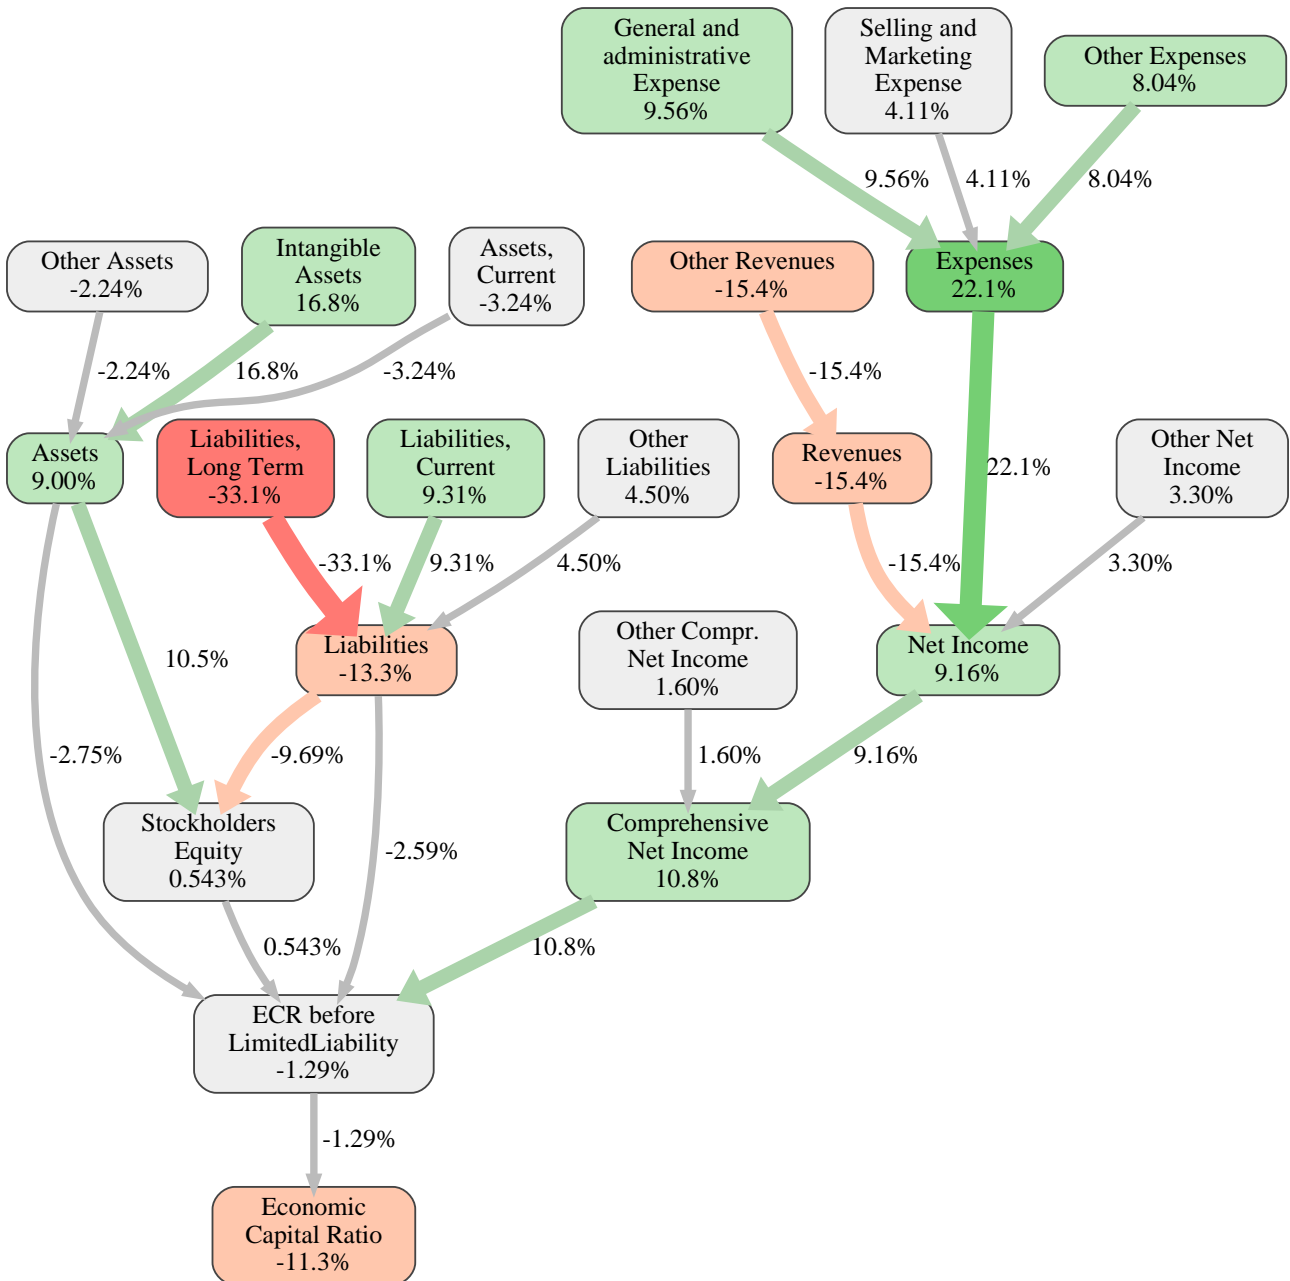 General and
administrative
Expense
9.56%
Selling and
Marketing
Expense
4.11%
Other Expenses
8.04%
9.56%
4.11%
8.04%
Other Assets
-2.24%
Intangible
Assets
16.8%
Assets,
Current
-3.24%
Other Revenues
-15.4%
Expenses
22.1%
-2.24%
16.8%
-3.24%
-15.4%
Assets
9.00%
Liabilities,
Long Term
-33.1%
Liabilities,
Current
9.31%
Other
Liabilities
4.50%
Revenues
-15.4%
22.1%
Other Net
Income
3.30%
-33.1%
9.31%
4.50%
-15.4%
3.30%
10.5%
Liabilities
-13.3%
Other Compr.
Net Income
1.60%
Net Income
9.16%
-2.75%
-9.69%
1.60%
9.16%
Stockholders
Equity
0.543%
-2.59%
Comprehensive
Net Income
10.8%
0.543%
10.8%
ECR before
LimitedLiability
-1.29%
-1.29%
Economic
Capital Ratio
-11.3%